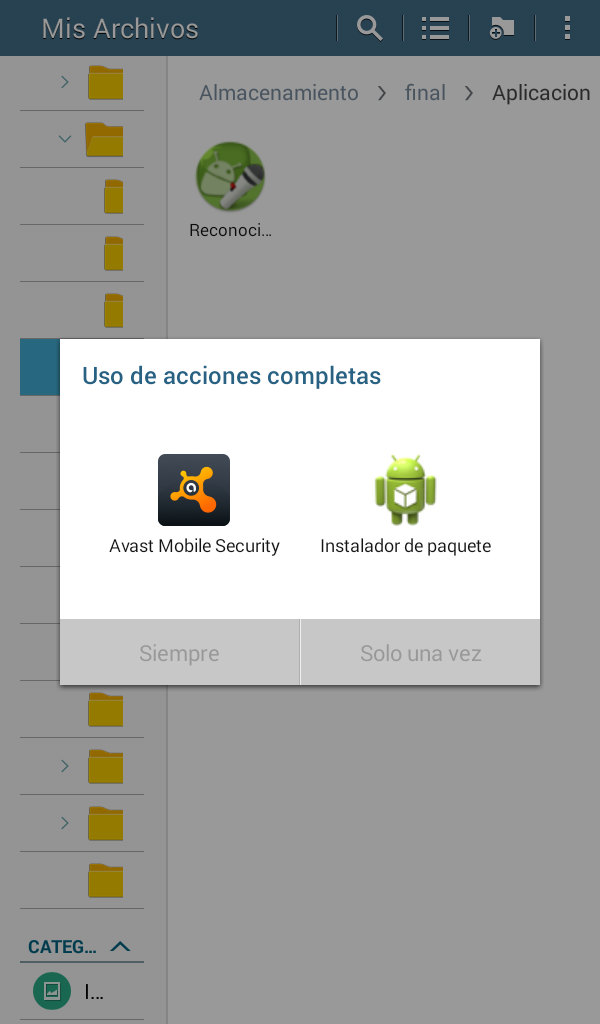 Mis Archivos
Almacenamiento > final > Aplicacion
Reconoci...
Uso de acciones completas
Avast Mobile Security
Instalador de paquete
Siempre
Solo una vez
CATEG...
I...